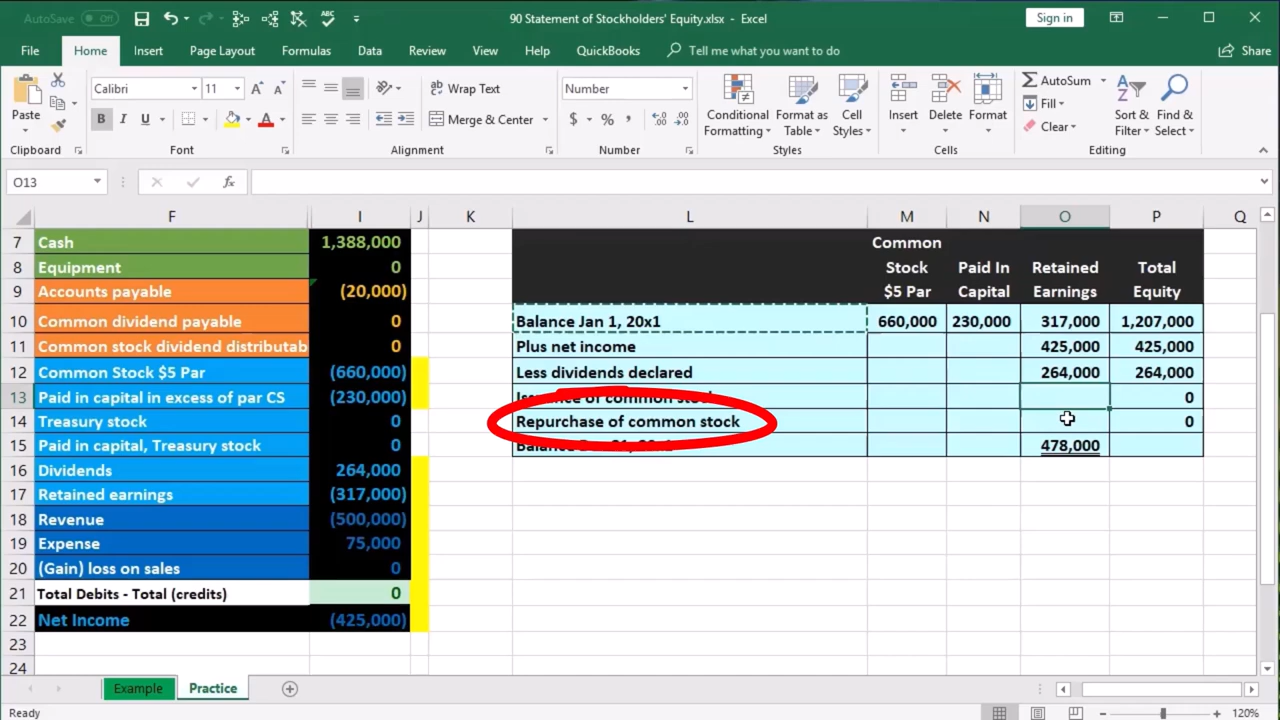 AutoSave Off 90 Statement of Stockholders' Equity.xlsx - Excel Sign in
File Home Insert Page Layout Formulas Data Review View Help QuickBooks Tell me what you want to do Share
Paste Calibri 11 Wrap Text Number Conditional Formatting Format as Table Cell Styles Insert Delete Format AutoSum Sort & Filter Find & Select
B I U Merge & Center $ % Fill
Clear
Clipboard Font Alignment Number Styles Cells Editing
O13 fx
F I J K L M N O P Q
7 Cash 1,388,000 Common
8 Equipment 0 Stock Paid In Retained Total
9 Accounts payable (20,000) $5 Par Capital Earnings Equity
10 Common dividend payable 0 Balance Jan 1, 20x1 660,000 230,000 317,000 1,207,000
11 Common stock dividend distributab 0 Plus net income 425,000 425,000
12 Common Stock $5 Par (660,000) Less dividends declared 264,000 264,000
13 Paid in capital in excess of par CS (230,000) Issuance of common stock 0
14 Treasury stock 0 Repurchase of common stock 0
15 Paid in capital, Treasury stock 0 Balance 478,000
16 Dividends 264,000
17 Retained earnings (317,000)
18 Revenue (500,000)
19 Expense 75,000
20 (Gain) loss on sales 0
21 Total Debits - Total (credits) 0
22 Net Income (425,000)
23
24
Example Practice
Ready 120%